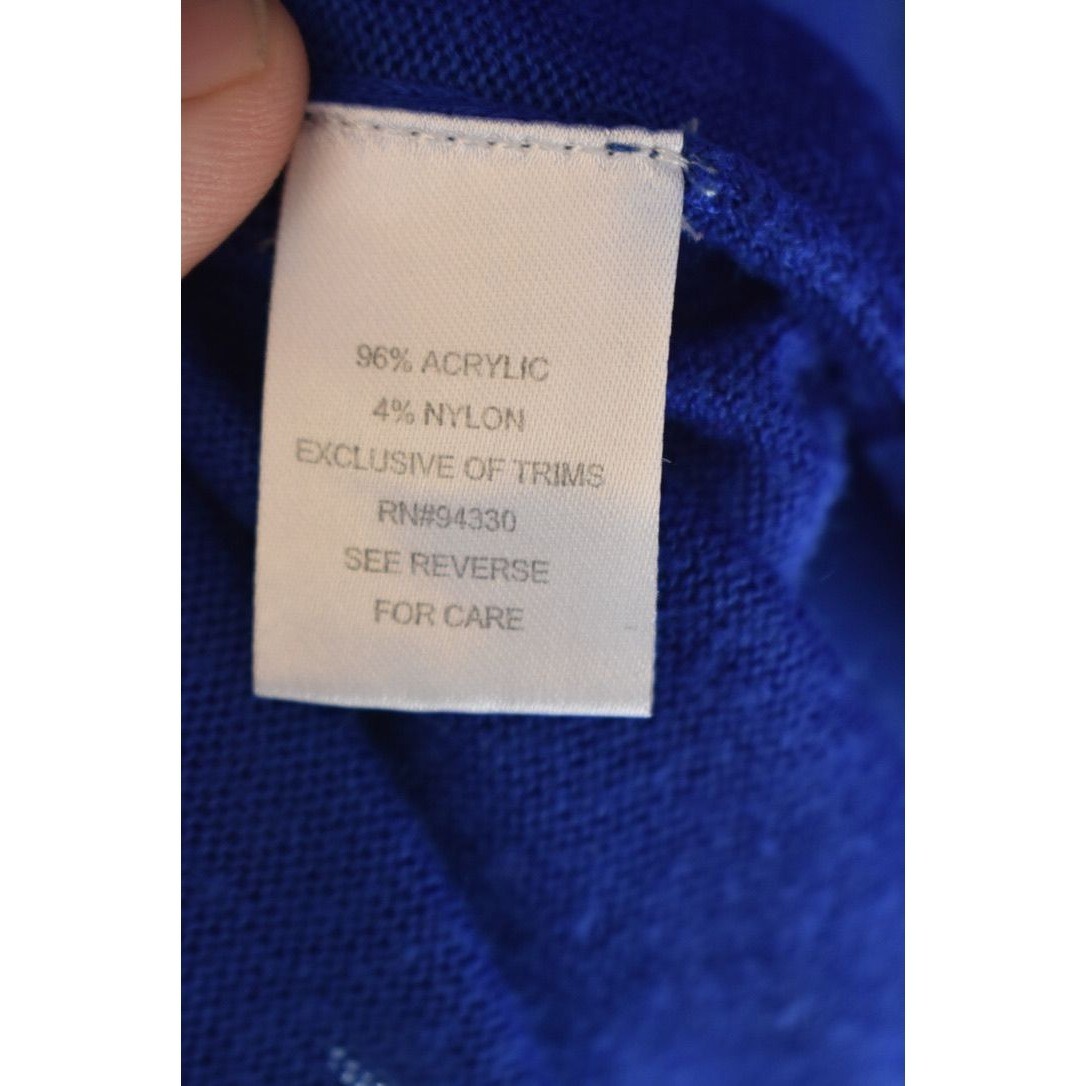 96% ACRYLIC
4% NYLON
EXCLUSIVE OF TRIMS
RN#94330
SEE REVERSE
FOR CARE